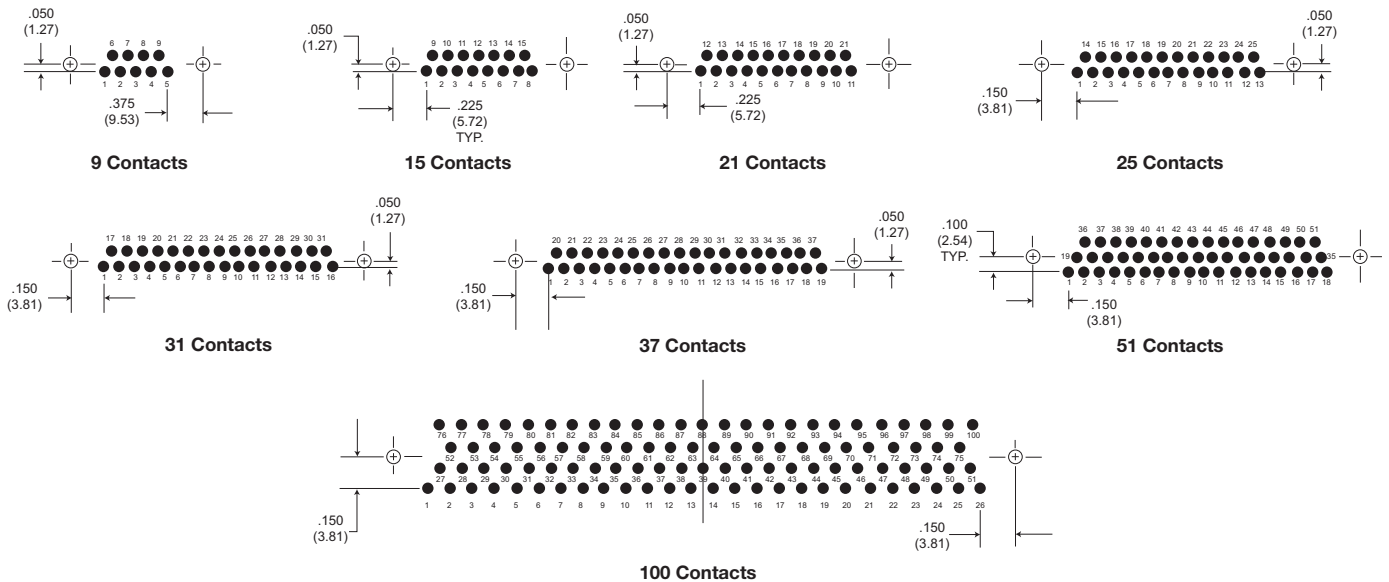 .050
(1.27)
6 7 8 9
1 2 3 4 5
.375
(9.53)
9 Contacts
.050
(1.27)
9 10 11 12 13 14 15
1 2 3 4 5 6 7 8
.225
(5.72)
TYP.
15 Contacts
.050
(1.27)
12 13 14 15 16 17 18 19 20 21
1 2 3 4 5 6 7 8 9 10 11
.225
(5.72)
21 Contacts
.050
(1.27)
14 15 16 17 18 19 20 21 22 23 24 25
1 2 3 4 5 6 7 8 9 10 11 12 13
.150
(3.81)
25 Contacts
.050
(1.27)
17 18 19 20 21 22 23 24 25 26 27 28 29 30 31
1 2 3 4 5 6 7 8 9 10 11 12 13 14 15 16
.150
(3.81)
31 Contacts
.050
(1.27)
20 21 22 23 24 25 26 27 28 29 30 31 32 33 34 35 36 37
1 2 3 4 5 6 7 8 9 10 11 12 13 14 15 16 17 18 19
.150
(3.81)
37 Contacts
.100
(2.54)
TYP.
36 37 38 39 40 41 42 43 44 45 46 47 48 49 50 51
19 35
1 2 3 4 5 6 7 8 9 10 11 12 13 14 15 16 17 18
.150
(3.81)
51 Contacts
76 77 78 79 80 81 82 83 84 85 86 87 88 89 90 91 92 93 94 95 96 97 98 99 100
52 53 54 55 56 57 58 59 60 61 62 63 64 65 66 67 68 69 70 71 72 73 74 75
27 28 29 30 31 32 33 34 35 36 37 38 39 40 41 42 43 44 45 46 47 48 49 50 51
1 2 3 4 5 6 7 8 9 10 11 12 13 14 15 16 17 18 19 20 21 22 23 24 25 26
.150
(3.81)
.150
(3.81)
100 Contacts